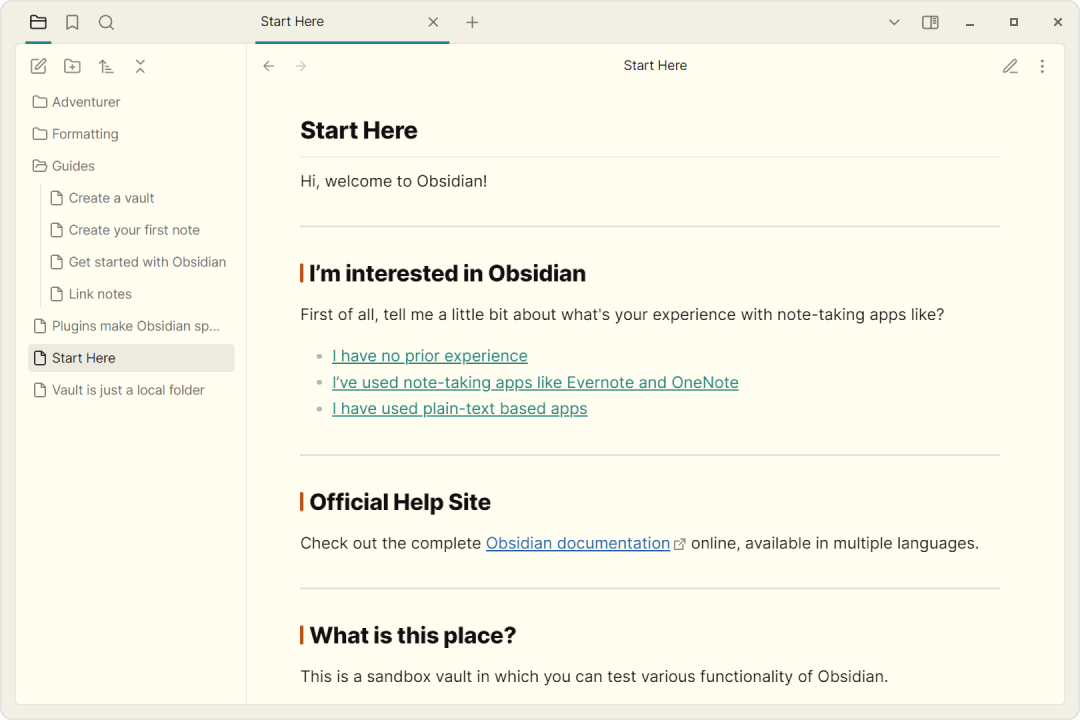 Start Here
Start Here
Adventurer
Formatting
Guides
Create a vault
Create your first note
Get started with Obsidian
Link notes
Plugins make Obsidian sp...
Start Here
Vault is just a local folder
Start Here
Hi, welcome to Obsidian!
I’m interested in Obsidian
First of all, tell me a little bit about what's your experience with note-taking apps like?
I have no prior experience
I’ve used note-taking apps like Evernote and OneNote
I have used plain-text based apps
Official Help Site
Check out the complete Obsidian documentation online, available in multiple languages.
What is this place?
This is a sandbox vault in which you can test various functionality of Obsidian.